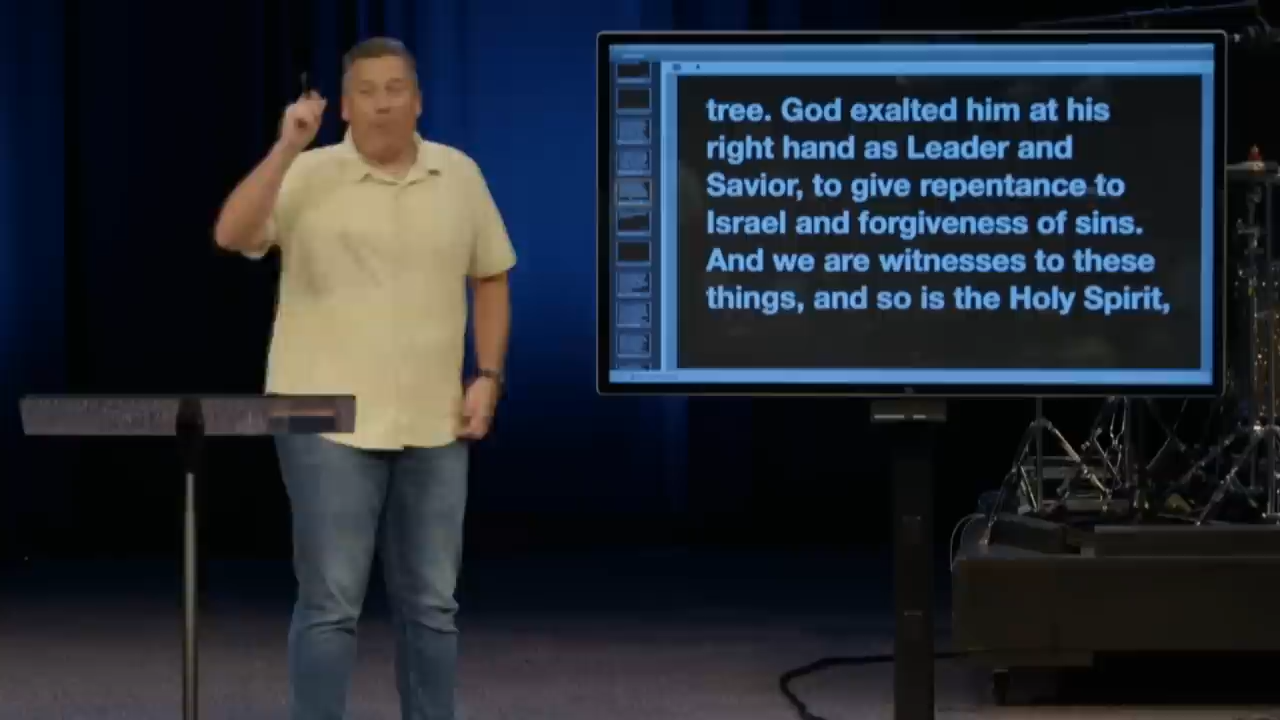 tree. God exalted him at his
right hand as Leader and
Savior, to give repentance to
Israel and forgiveness of sins.
And we are witnesses to these
things, and so is the Holy Spirit,